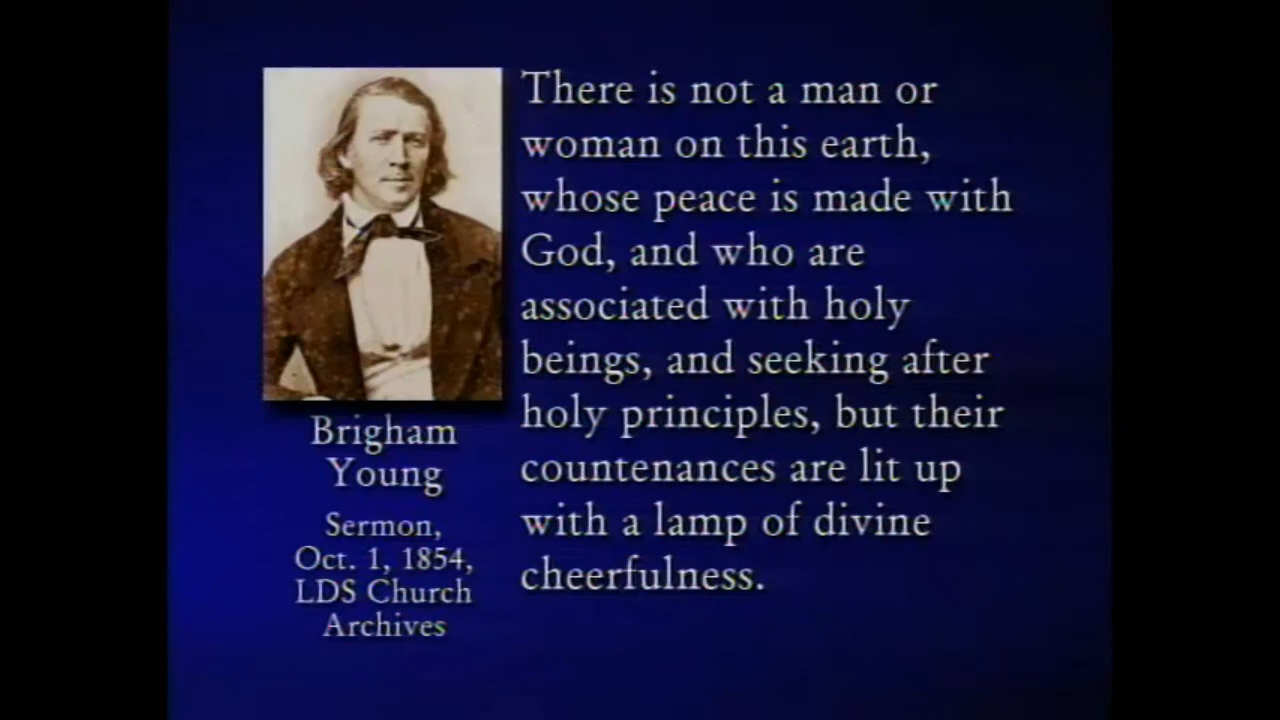 There is not a man or
woman on this earth,
whose peace is made with
God, and who are
associated with holy
beings, and seeking after
holy principles, but their
countenances are lit up
with a lamp of divine
cheerfulness.
Brigham
Young
Sermon,
Oct. 1, 1854,
LDS Church
Archives